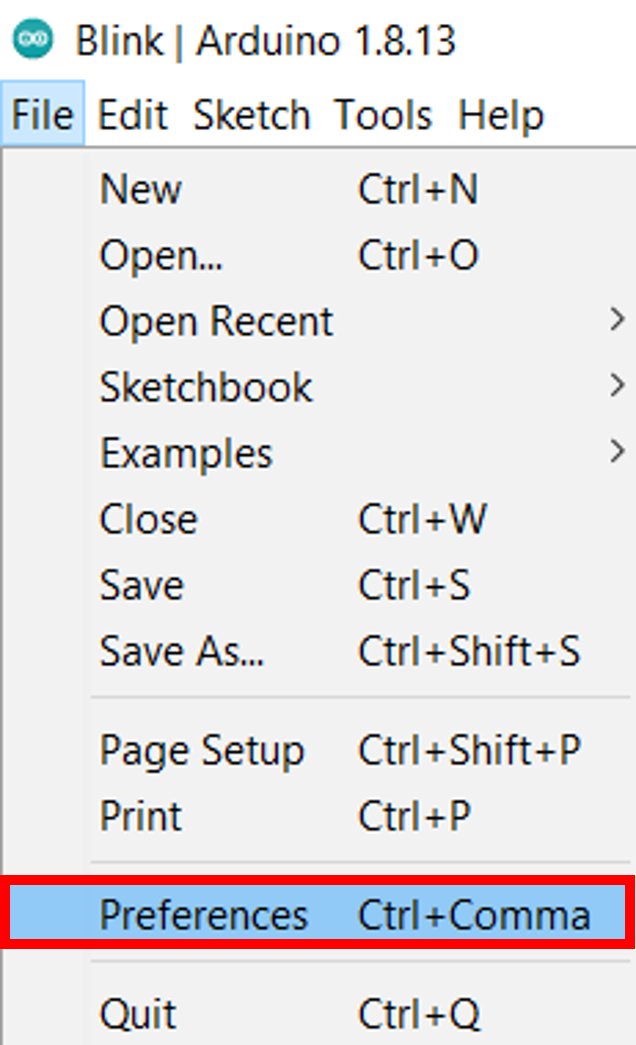 Blink | Arduino 1.8.13
File Edit Sketch Tools Help
New Ctrl+N
Open... Ctrl+O
Open Recent
Sketchbook
Examples
Close Ctrl+W
Save Ctrl+S
Save As... Ctrl+Shift+S
Page Setup Ctrl+Shift+P
Print Ctrl+P
Preferences Ctrl+Comma
Quit Ctrl+Q